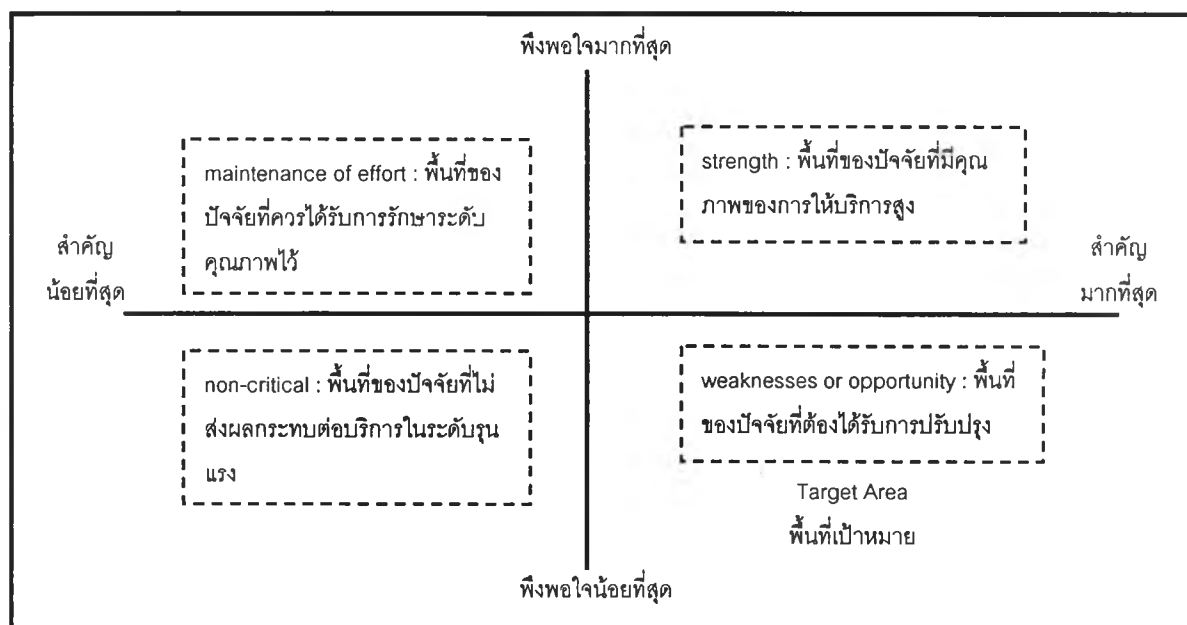 พึงพอใจมากที่สุด
maintenance of effort : พื้นที่ของ
ปัจจัยที่ควรได้รับการรักษาระดับ
คุณภาพไว้
strength : พื้นที่ของปัจจัยที่มีคุณ
ภาพของการให้บริการสูง
สำคัญ
น้อยที่สุด
สำคัญ
มากที่สุด
non-critical : พื้นที่ของปัจจัยที่ไม่
ส่งผลกระทบต่อบริการในระดับรุน
แรง
weaknesses or opportunity : พื้นที่
ของปัจจัยที่ต้องได้รับการปรับปรุง
Target Area
พื้นที่เป้าหมาย
พึงพอใจน้อยที่สุด